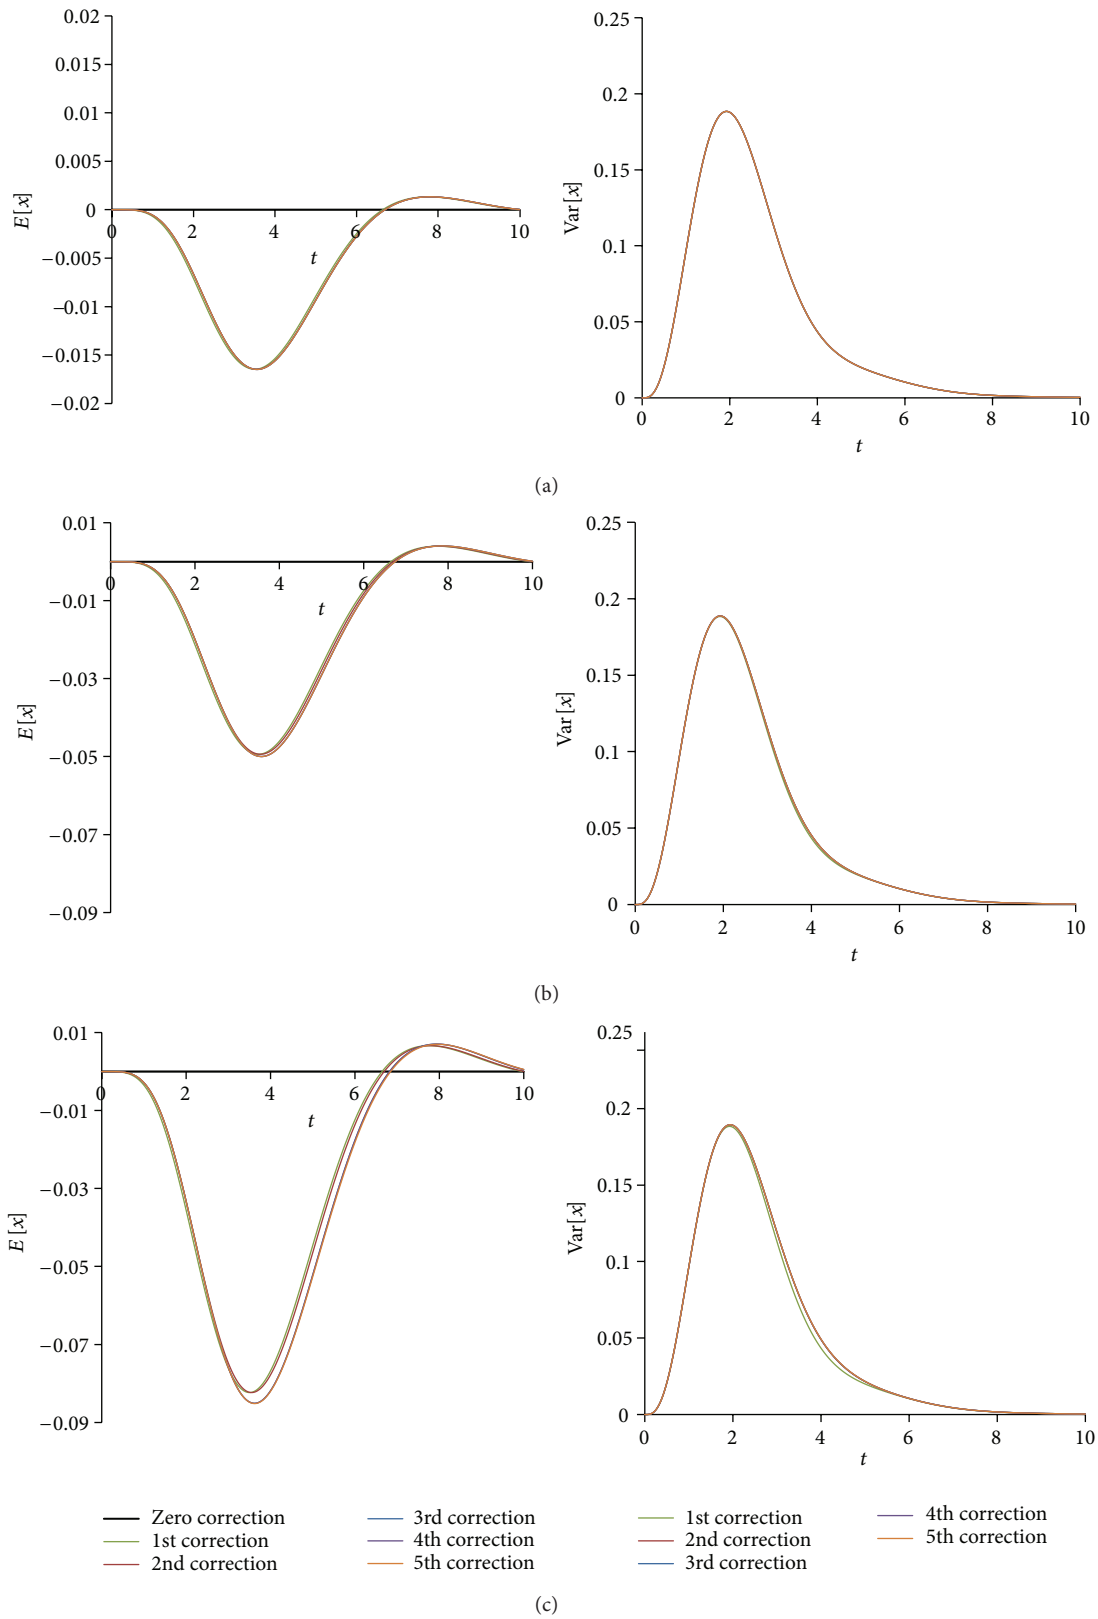 0.02
0.015
0.01
0.005
0
−0.005
−0.01
−0.015
−0.02
E[x]
0 2 4 6 8 10
t
0.25
0.2
0.15
0.1
0.05
0
Var[x]
0 2 4 6 8 10
t
(a)
0.01
−0.01
−0.03
−0.05
−0.07
−0.09
E[x]
0 2 4 6 8 10
t
0.25
0.2
0.15
0.1
0.05
0
Var[x]
0 2 4 6 8 10
t
(b)
0.01
−0.01
−0.03
−0.05
−0.07
−0.09
E[x]
0 2 4 6 8 10
t
0.25
0.2
0.15
0.1
0.05
0
Var[x]
0 2 4 6 8 10
t
Zero correction
1st correction
2nd correction
3rd correction
4th correction
5th correction
1st correction
2nd correction
3rd correction
4th correction
5th correction
(c)